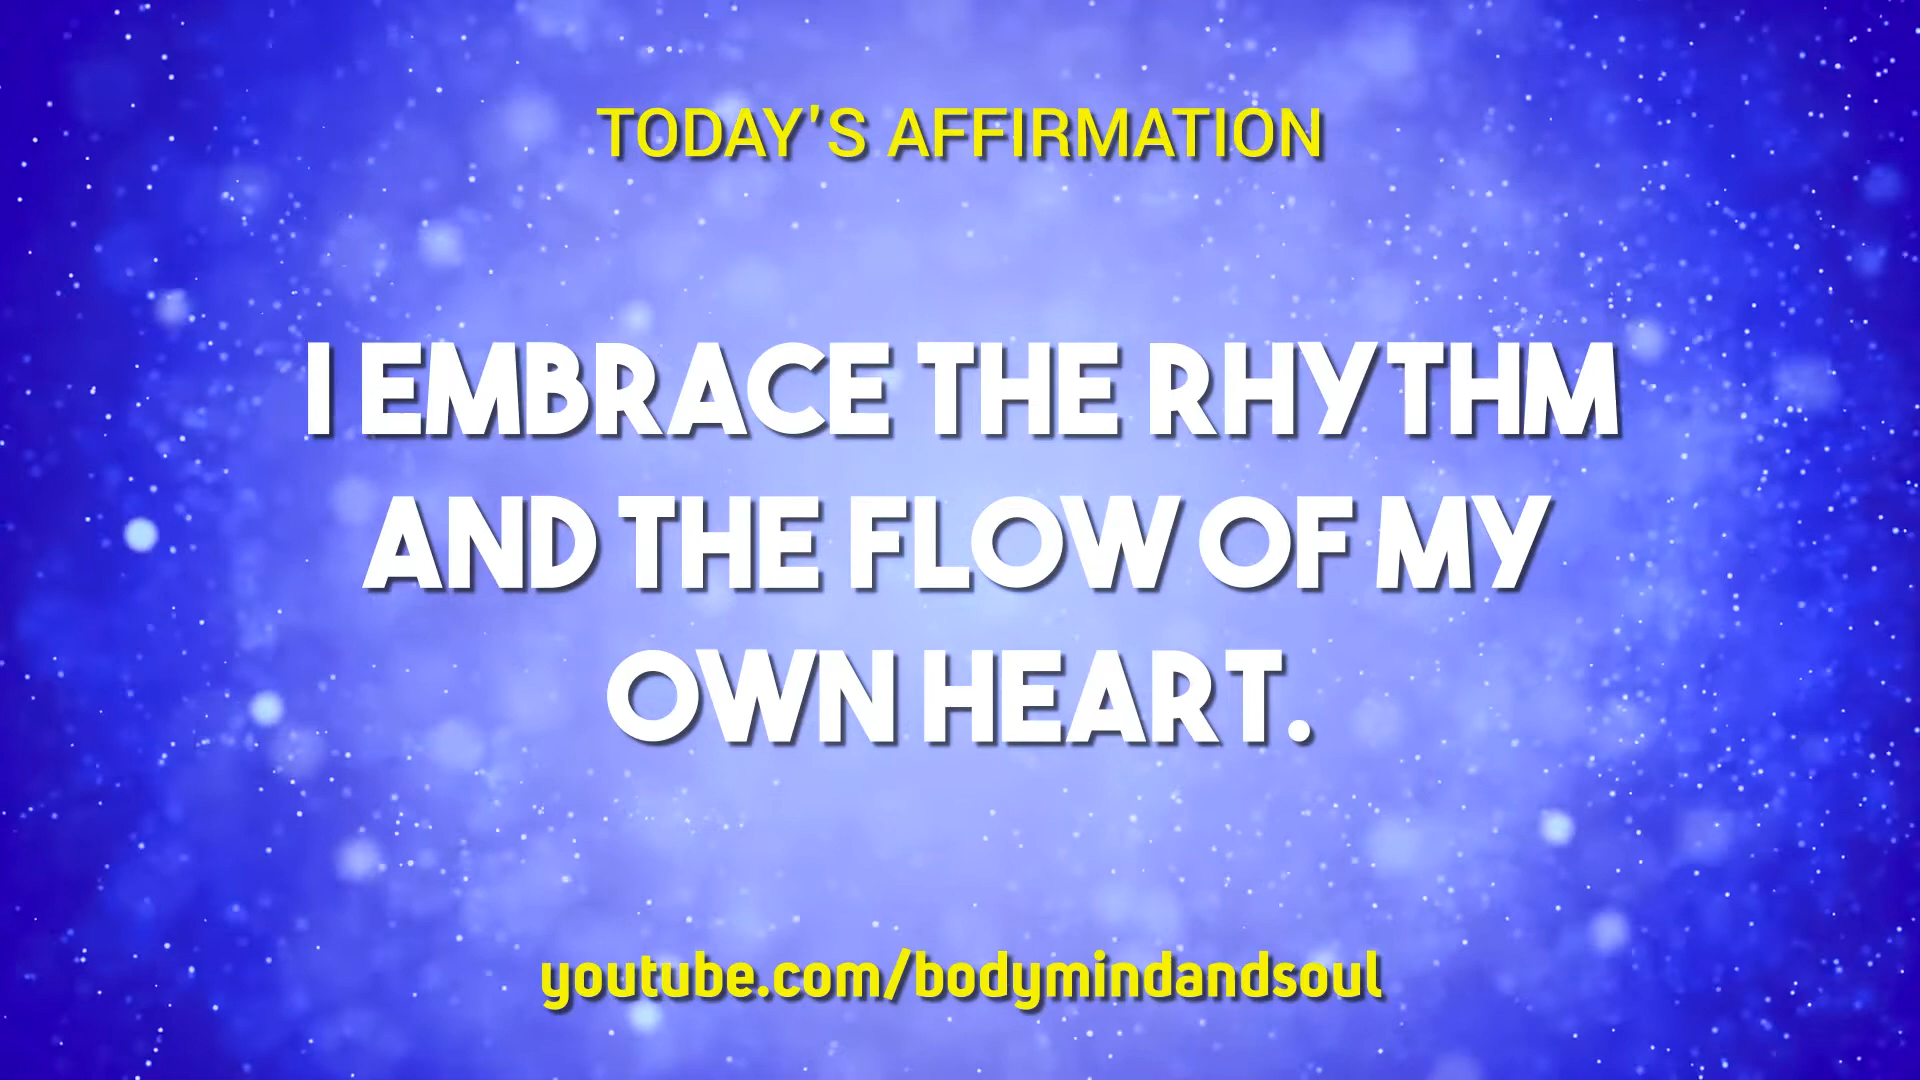 TODAY'S AFFIRMATION
I EMBRACE THE RHYTHM
AND THE FLOW OF MY
OWN HEART.
youtube.com/bodymindandsoul